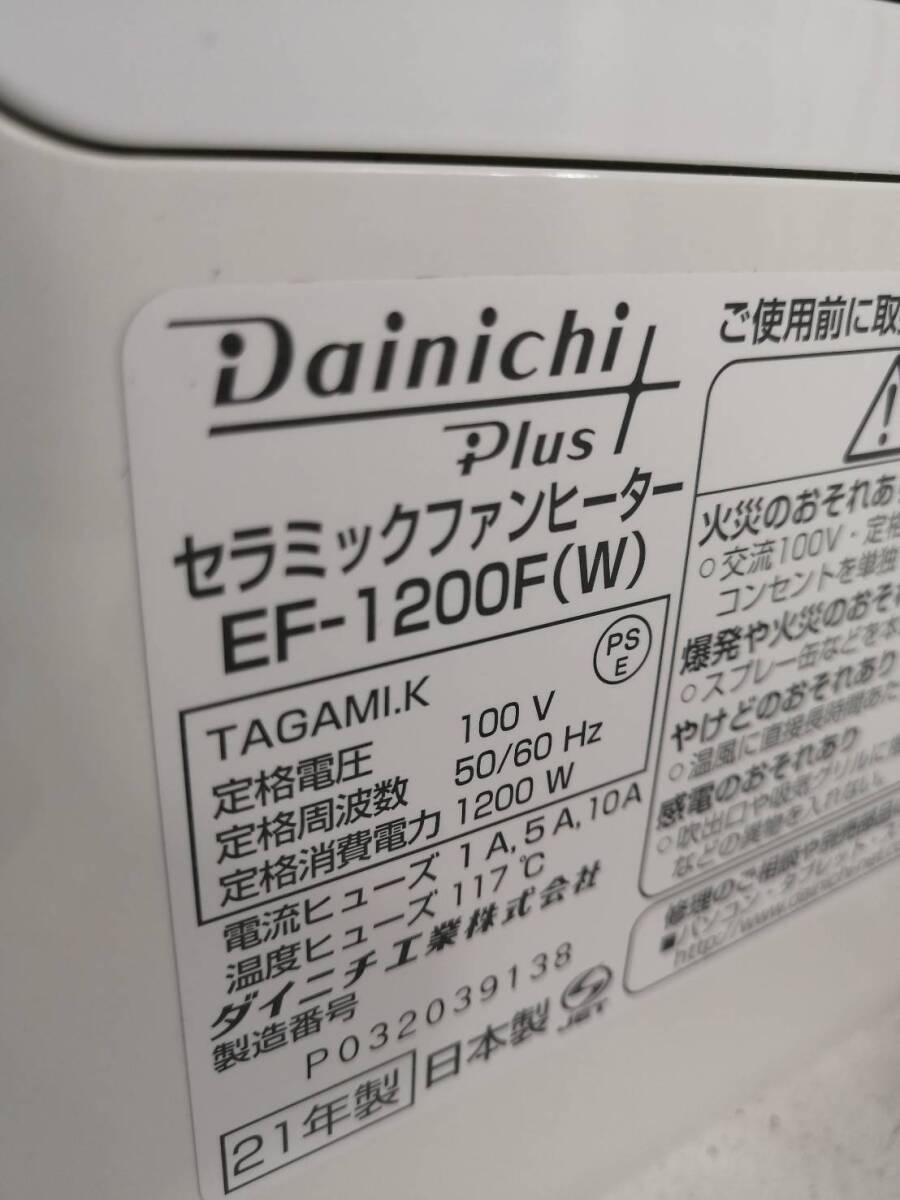 Dainichi
Plus
セラミックファンヒーター
EF-1200F(W)
PS
E
TAGAMI.K
定格電圧 100 V
定格周波数 50/60 Hz
定格消費電力 1200 W
電流ヒューズ 1A, 5A, 10A
温度ヒューズ 117℃
ダイニチ工業株式会社
製造番号
P032039138
21年製
日本製
JET
ご使用前に取
火災のおそれあ
○交流100V・定格
コンセントを単独
爆発や火災のおそれ
○スプレー缶などを本
やけどのおそれあり
○温風に直接長時間あた
感電のおそれあり
○吹出口や吸気グリルに
などの異物を入れない。
修理のご相談や
■パソコン・タブレット・ス
http://www.dainichi